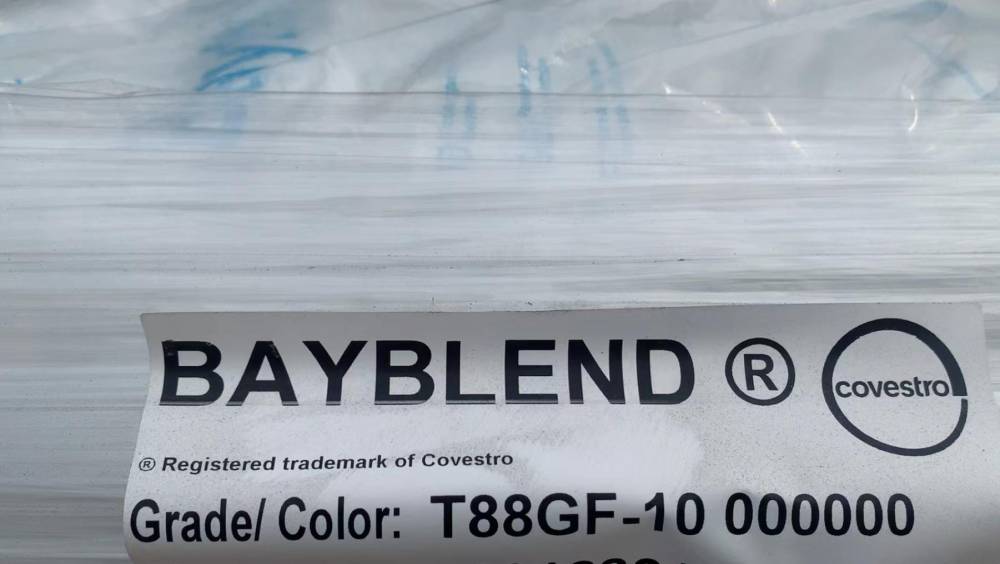 BAYBLEND ®
covestro
® Registered trademark of Covestro
Grade/ Color: T88GF-10 000000